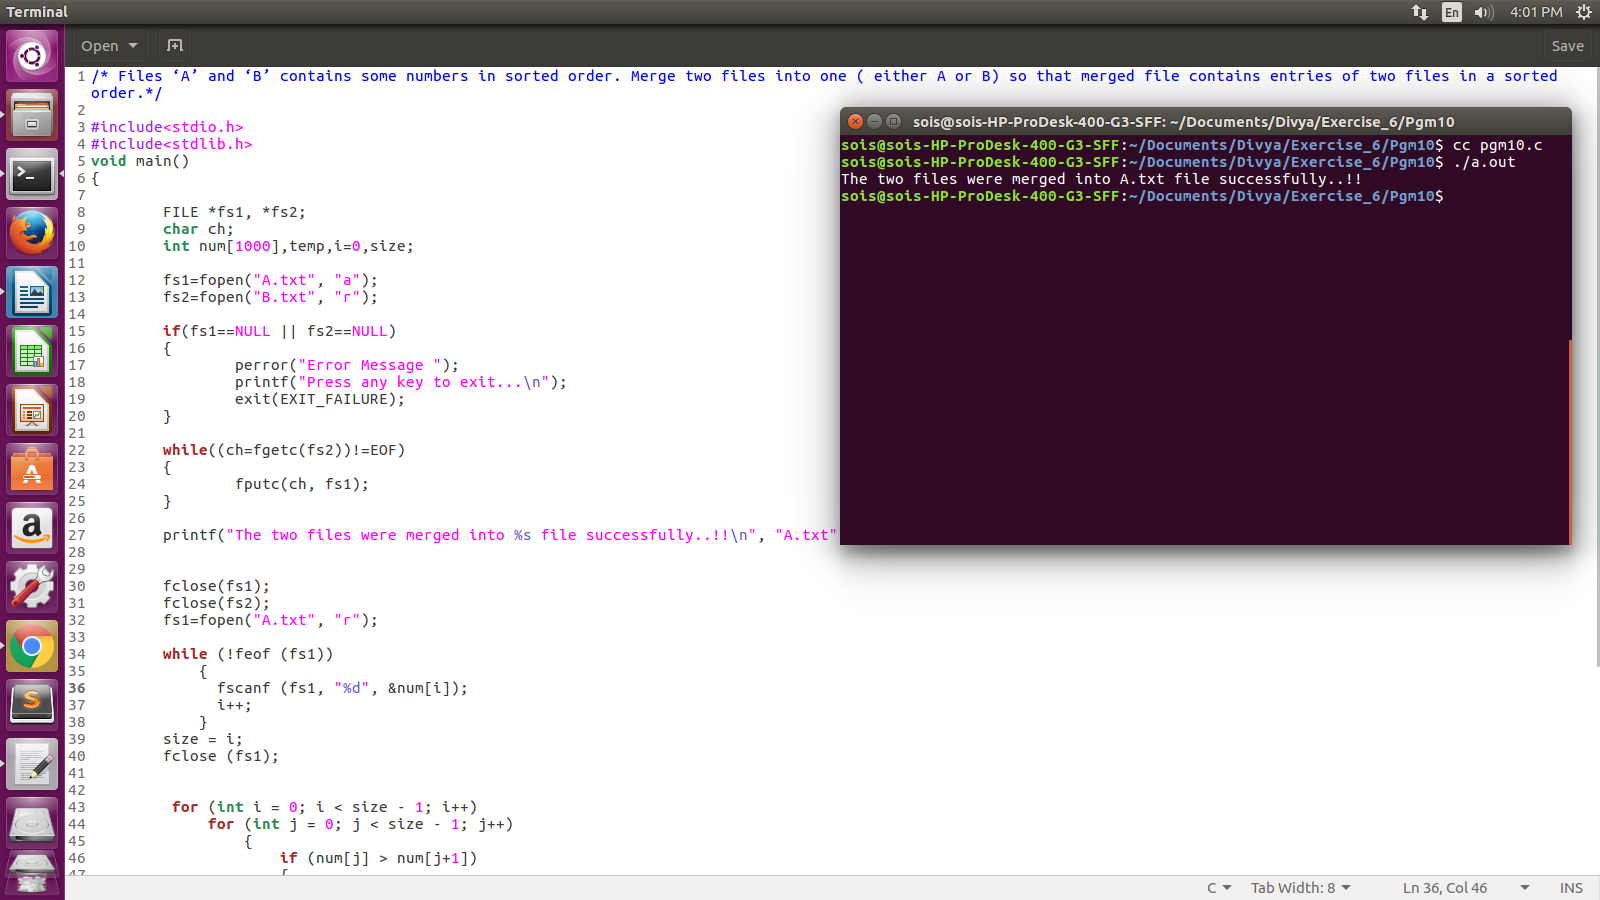 Terminal
En
4:01 PM
Open
Save
1 /* Files ‘A’ and ‘B’ contains some numbers in sorted order. Merge two files into one ( either A or B) so that merged file contains entries of two files in a sorted
order.*/
2
3 #include<stdio.h>
4 #include<stdlib.h>
5 void main()
6 {
7
8 FILE *fs1, *fs2;
9 char ch;
10 int num[1000],temp,i=0,size;
11
12 fs1=fopen("A.txt", "a");
13 fs2=fopen("B.txt", "r");
14
15 if(fs1==NULL || fs2==NULL)
16 {
17 perror("Error Message ");
18 printf("Press any key to exit...\n");
19 exit(EXIT_FAILURE);
20 }
21
22 while((ch=fgetc(fs2))!=EOF)
23 {
24 fputc(ch, fs1);
25 }
26
27 printf("The two files were merged into %s file successfully..!!\n", "A.txt"
28
29
30 fclose(fs1);
31 fclose(fs2);
32 fs1=fopen("A.txt", "r");
33
34 while (!feof (fs1))
35 {
36 fscanf (fs1, "%d", &num[i]);
37 i++;
38 }
39 size = i;
40 fclose (fs1);
41
42
43 for (int i = 0; i < size - 1; i++)
44 for (int j = 0; j < size - 1; j++)
45 {
46 if (num[j] > num[j+1])
47 {
sois@sois-HP-ProDesk-400-G3-SFF: ~/Documents/Divya/Exercise_6/Pgm10
sois@sois-HP-ProDesk-400-G3-SFF:~/Documents/Divya/Exercise_6/Pgm10$ cc pgm10.c
sois@sois-HP-ProDesk-400-G3-SFF:~/Documents/Divya/Exercise_6/Pgm10$ ./a.out
The two files were merged into A.txt file successfully..!!
sois@sois-HP-ProDesk-400-G3-SFF:~/Documents/Divya/Exercise_6/Pgm10$
C
Tab Width: 8
Ln 36, Col 46
INS